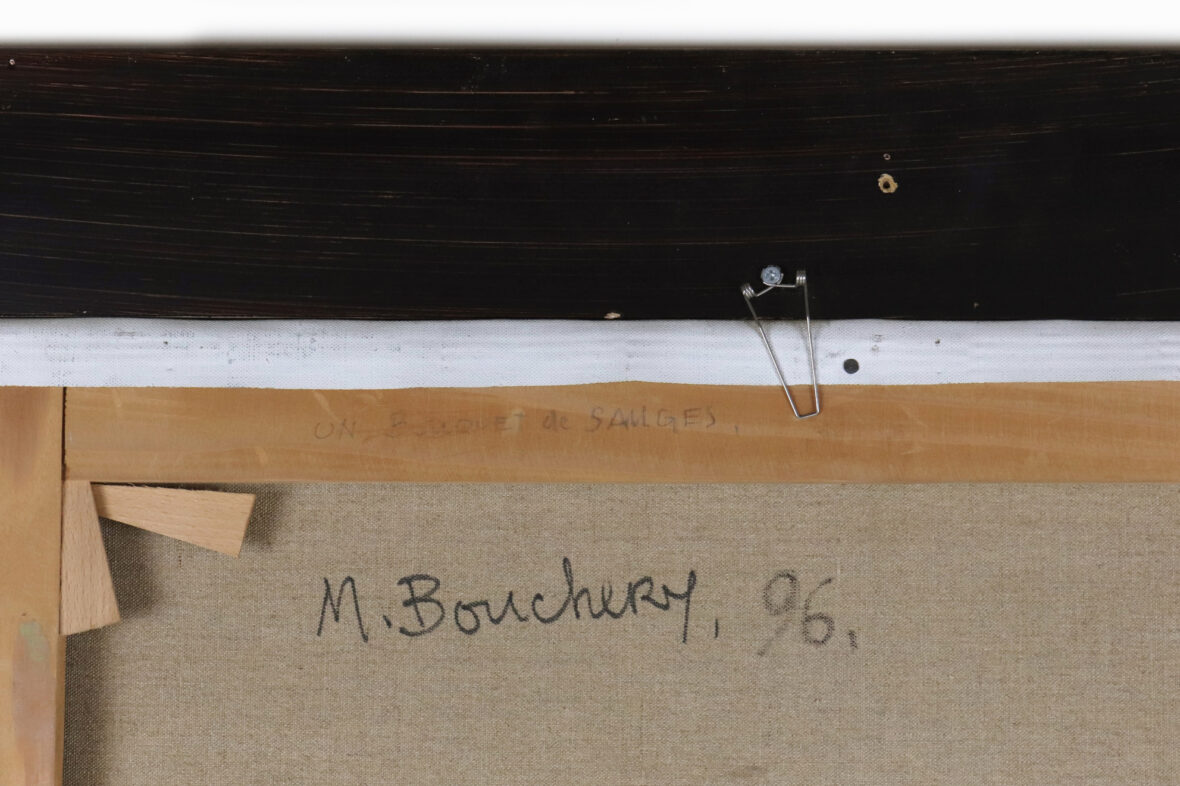 UN BOUQUET de SAUGES,
M. Bouchery, 96.